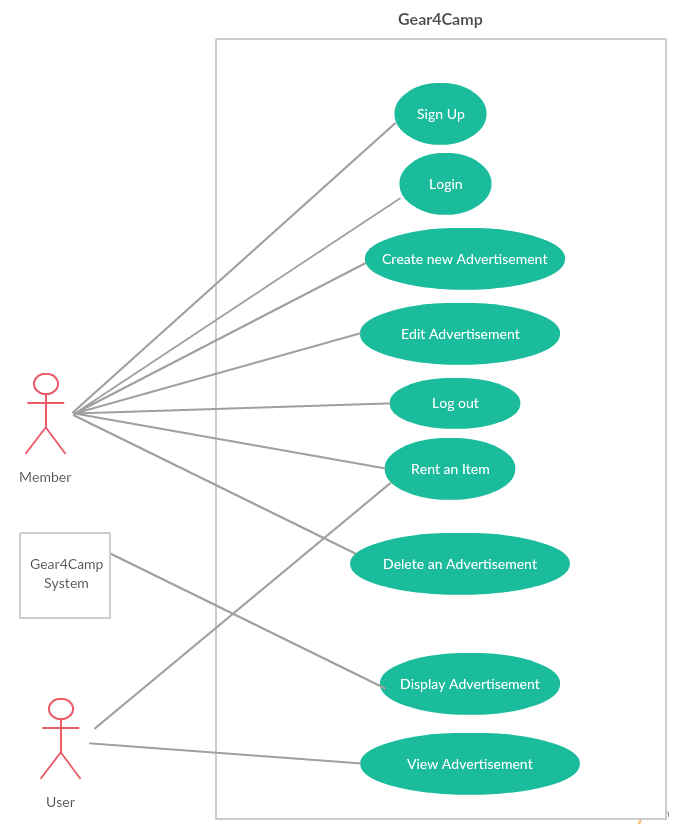 Gear4Camp
Sign Up
Login
Create new Advertisement
Edit Advertisement
Log out
Rent an Item
Member
Delete an Advertisement
Gear4Camp
System
Display Advertisement
View Advertisement
User